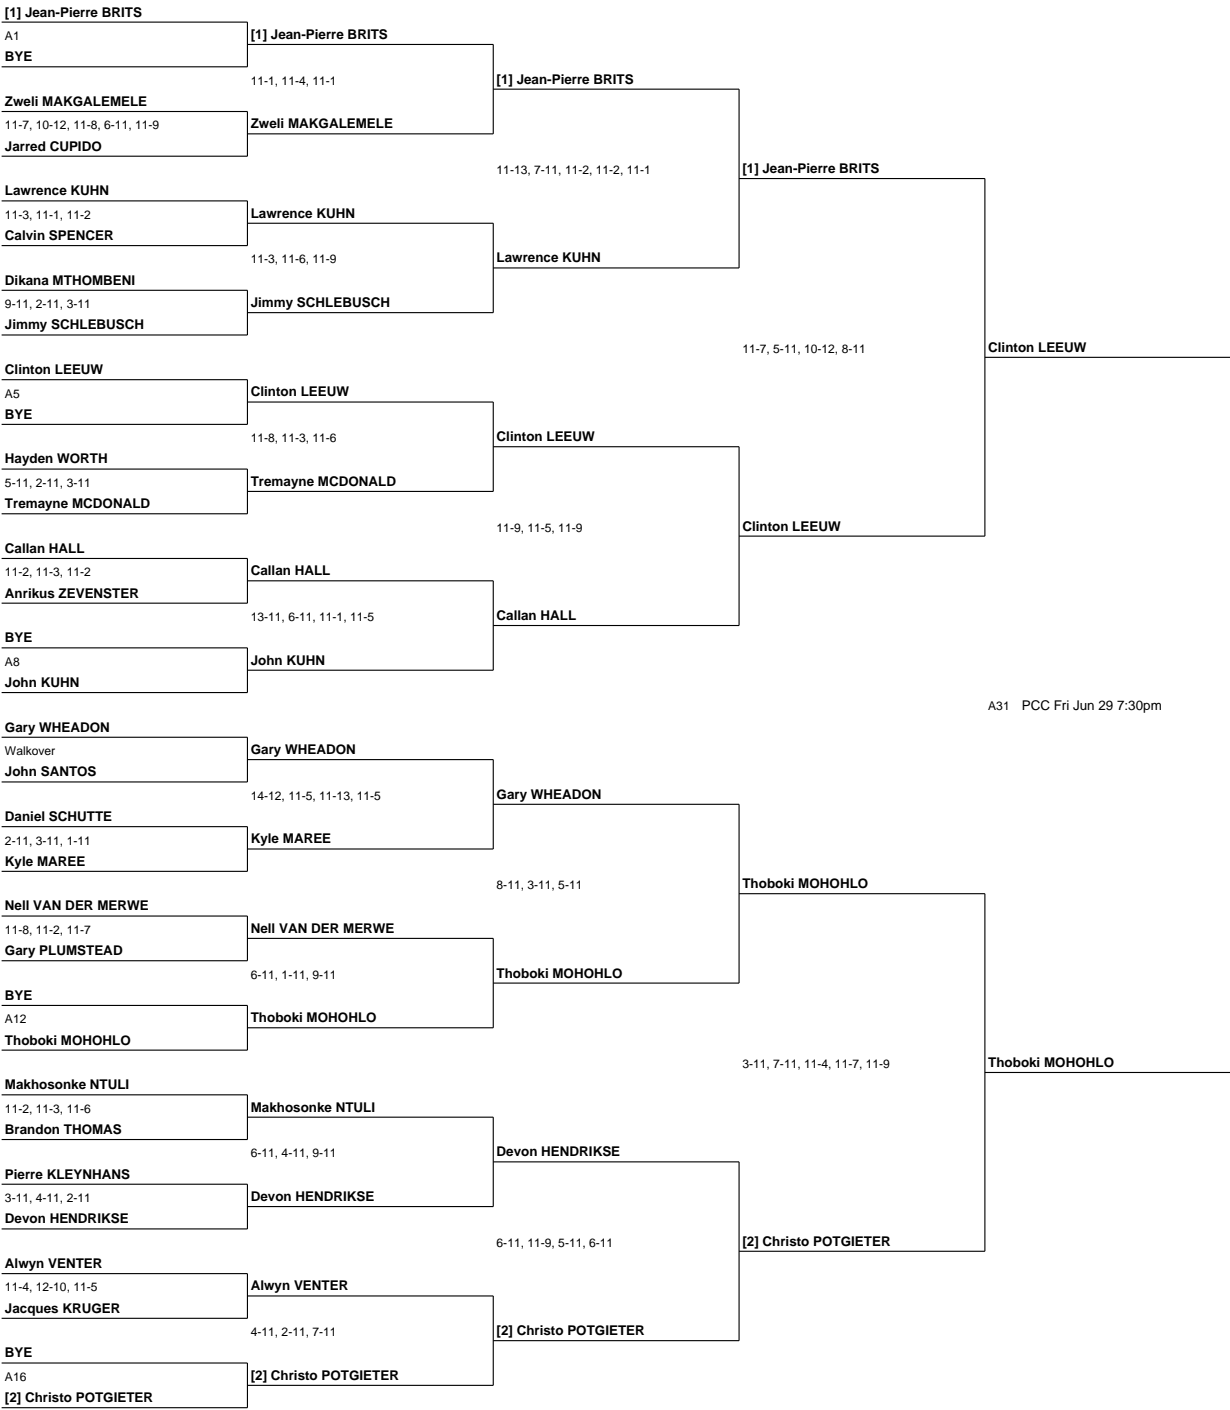 [1] Jean-Pierre BRITS
A1
BYE
Zweli MAKGALEMELE
11-7, 10-12, 11-8, 6-11, 11-9
Jarred CUPIDO
Lawrence KUHN
11-3, 11-1, 11-2
Calvin SPENCER
Dikana MTHOMBENI
9-11, 2-11, 3-11
Jimmy SCHLEBUSCH
Clinton LEEUW
A5
BYE
Hayden WORTH
5-11, 2-11, 3-11
Tremayne MCDONALD
Callan HALL
11-2, 11-3, 11-2
Anrikus ZEVENSTER
BYE
A8
John KUHN
Gary WHEADON
Walkover
John SANTOS
Daniel SCHUTTE
2-11, 3-11, 1-11
Kyle MAREE
Nell VAN DER MERWE
11-8, 11-2, 11-7
Gary PLUMSTEAD
BYE
A12
Thoboki MOHOHLO
Makhosonke NTULI
11-2, 11-3, 11-6
Brandon THOMAS
Pierre KLEYNHANS
3-11, 4-11, 2-11
Devon HENDRIKSE
Alwyn VENTER
11-4, 12-10, 11-5
Jacques KRUGER
BYE
A16
[2] Christo POTGIETER
[1] Jean-Pierre BRITS
11-1, 11-4, 11-1
Zweli MAKGALEMELE
Lawrence KUHN
11-3, 11-6, 11-9
Jimmy SCHLEBUSCH
Clinton LEEUW
11-8, 11-3, 11-6
Tremayne MCDONALD
Callan HALL
13-11, 6-11, 11-1, 11-5
John KUHN
Gary WHEADON
14-12, 11-5, 11-13, 11-5
Kyle MAREE
Nell VAN DER MERWE
6-11, 1-11, 9-11
Thoboki MOHOHLO
Makhosonke NTULI
6-11, 4-11, 9-11
Devon HENDRIKSE
Alwyn VENTER
4-11, 2-11, 7-11
[2] Christo POTGIETER
[1] Jean-Pierre BRITS
11-13, 7-11, 11-2, 11-2, 11-1
Lawrence KUHN
Clinton LEEUW
11-9, 11-5, 11-9
Callan HALL
Gary WHEADON
8-11, 3-11, 5-11
Thoboki MOHOHLO
Devon HENDRIKSE
6-11, 11-9, 5-11, 6-11
[2] Christo POTGIETER
[1] Jean-Pierre BRITS
11-7, 5-11, 10-12, 8-11
Clinton LEEUW
Thoboki MOHOHLO
3-11, 7-11, 11-4, 11-7, 11-9
[2] Christo POTGIETER
Clinton LEEUW
A31 PCC Fri Jun 29 7:30pm
Thoboki MOHOHLO